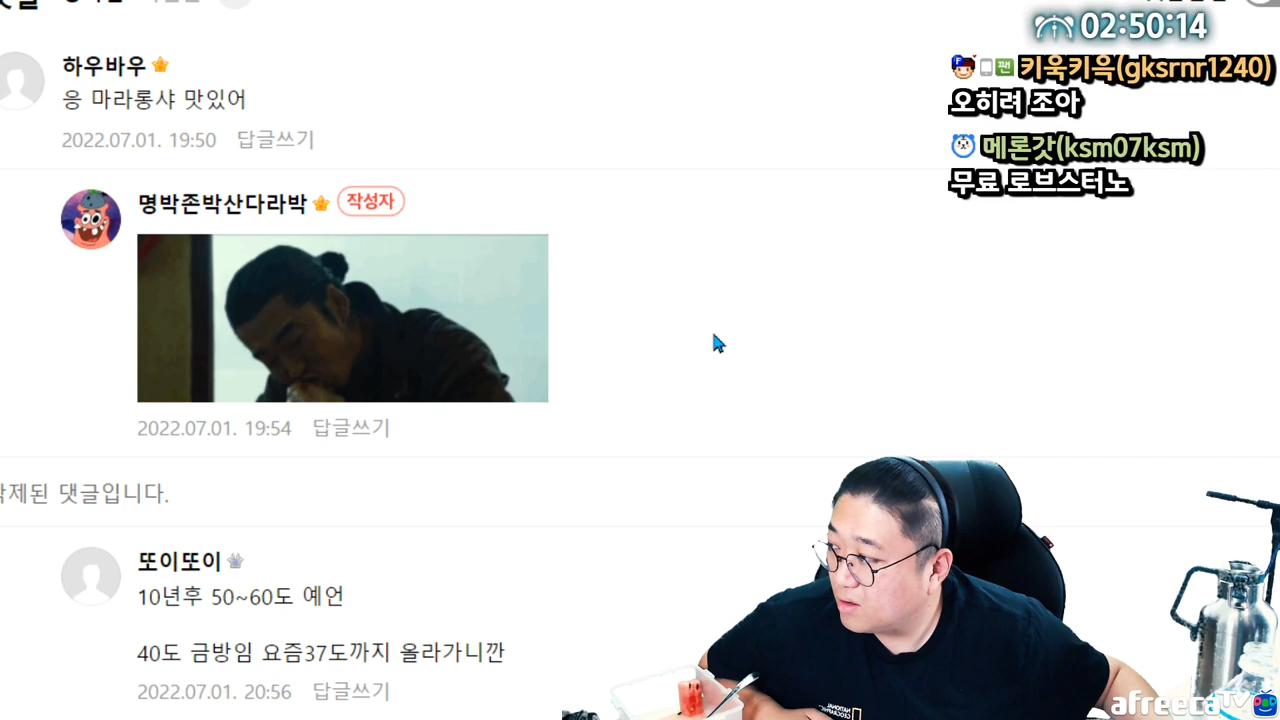 02:50:14
하우바우
응 마라롱샤 맛있어
2022.07.01. 19:50 답글쓰기
키욱키윽(gksrnr1240)
오히려 조아
메론갓(ksm07ksm)
무료 로브스터노
명박존박산다라박 작성자
2022.07.01. 19:54 답글쓰기
제된 댓글입니다.
또이또이
10년후 50~60도 예언
40도 금방임 요즘37도까지 올라가니깐
2022.07.01. 20:56 답글쓰기
NATIONAL
GEOGRAPHIC
afreecaTV